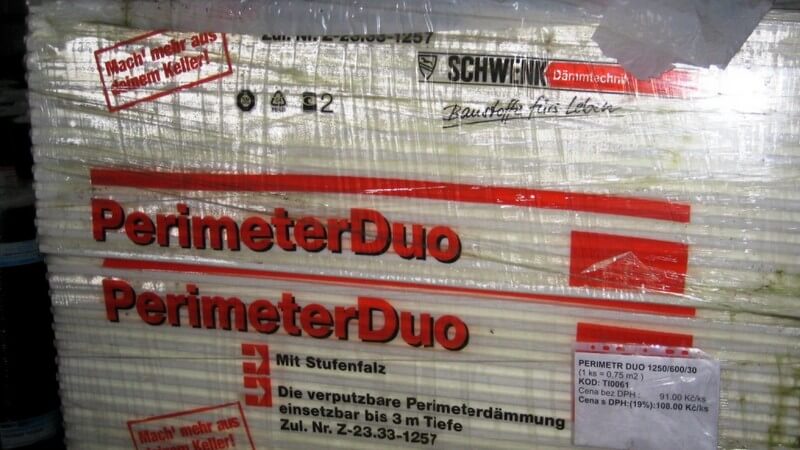 Mach' mehr aus
deinem Keller!
Zul. Nr. Z-23.33-1257
SCHWENK Dämmtechnik
Baustoffe fürs Leben
2
PerimeterDuo
PerimeterDuo
Mit Stufenfalz
Die verputzbare Perimeterdämmung
einsetzbar bis 3 m Tiefe
Zul. Nr. Z-23.33-1257
Mach' mehr aus
deinem Keller!
PERIMETR DUO 1250/600/30
(1 ks = 0.75 m2 )
KOD: TI0061
Cena bez DPH : 91.00 Kč/ks
Cena s DPH:(19%):108.00 Kč/ks